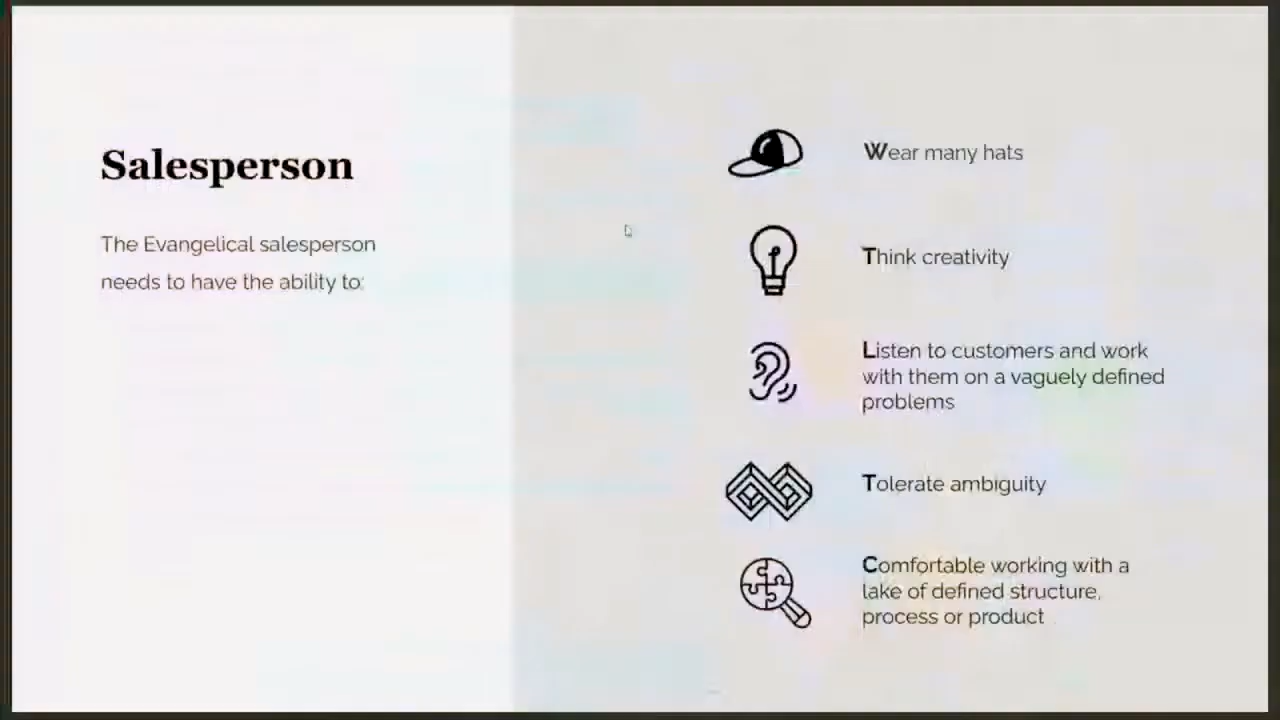 Salesperson
The Evangelical salesperson
needs to have the ability to:
Wear many hats
Think creativity
Listen to customers and work
with them on a vaguely defined
problems
Tolerate ambiguity
Comfortable working with a
lake of defined structure,
process or product